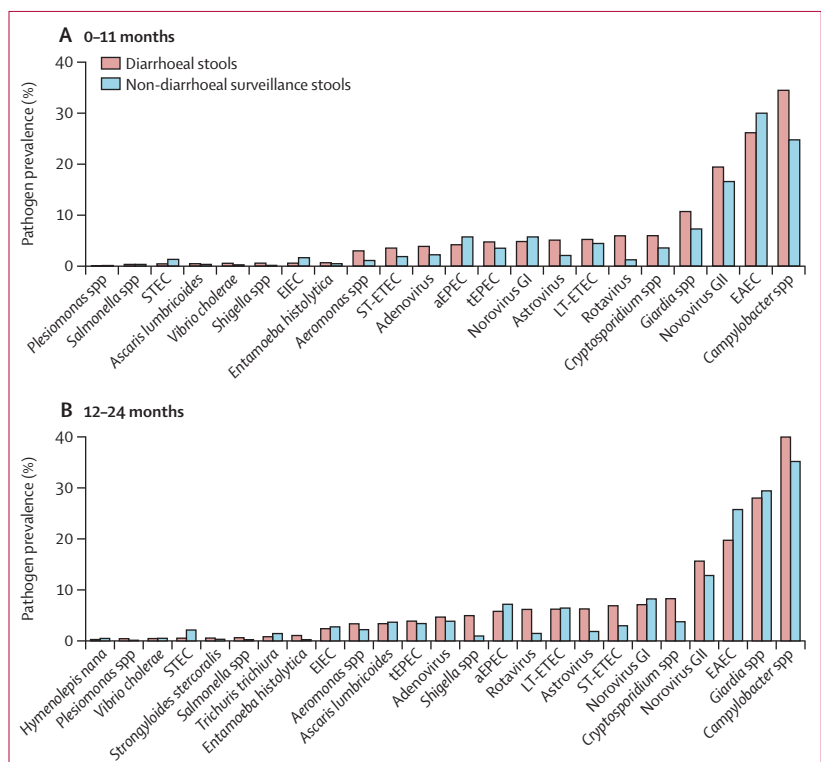 A 0–11 months
40
30
20
10
0
Pathogen prevalence (%)
Diarrhoeal stools
Non-diarrhoeal surveillance stools
Plesiomonas spp
Salmonella spp
STEC
Ascaris lumbricoides
Vibrio cholerae
Shigella spp
EIEC
Entamoeba histolytica
Aeromonas spp
ST-ETEC
Adenovirus
aEPEC
tEPEC
Norovirus GI
Astrovirus
LT-ETEC
Rotavirus
Cryptosporidium spp
Giardia spp
Novovirus GII
EAEC
Campylobacter spp
B 12–24 months
40
30
20
10
0
Pathogen prevalence (%)
Hymenolepis nana
Plesiomonas spp
Vibrio cholerae
STEC
Strongyloides stercoralis
Salmonella spp
Trichuris trichiura
Entamoeba histolytica
EIEC
Aeromonas spp
Ascaris lumbricoides
tEPEC
Adenovirus
Shigella spp
aEPEC
Rotavirus
LT-ETEC
Astrovirus
ST-ETEC
Norovirus GI
Cryptosporidium spp
Norovirus GII
EAEC
Giardia spp
Campylobacter spp